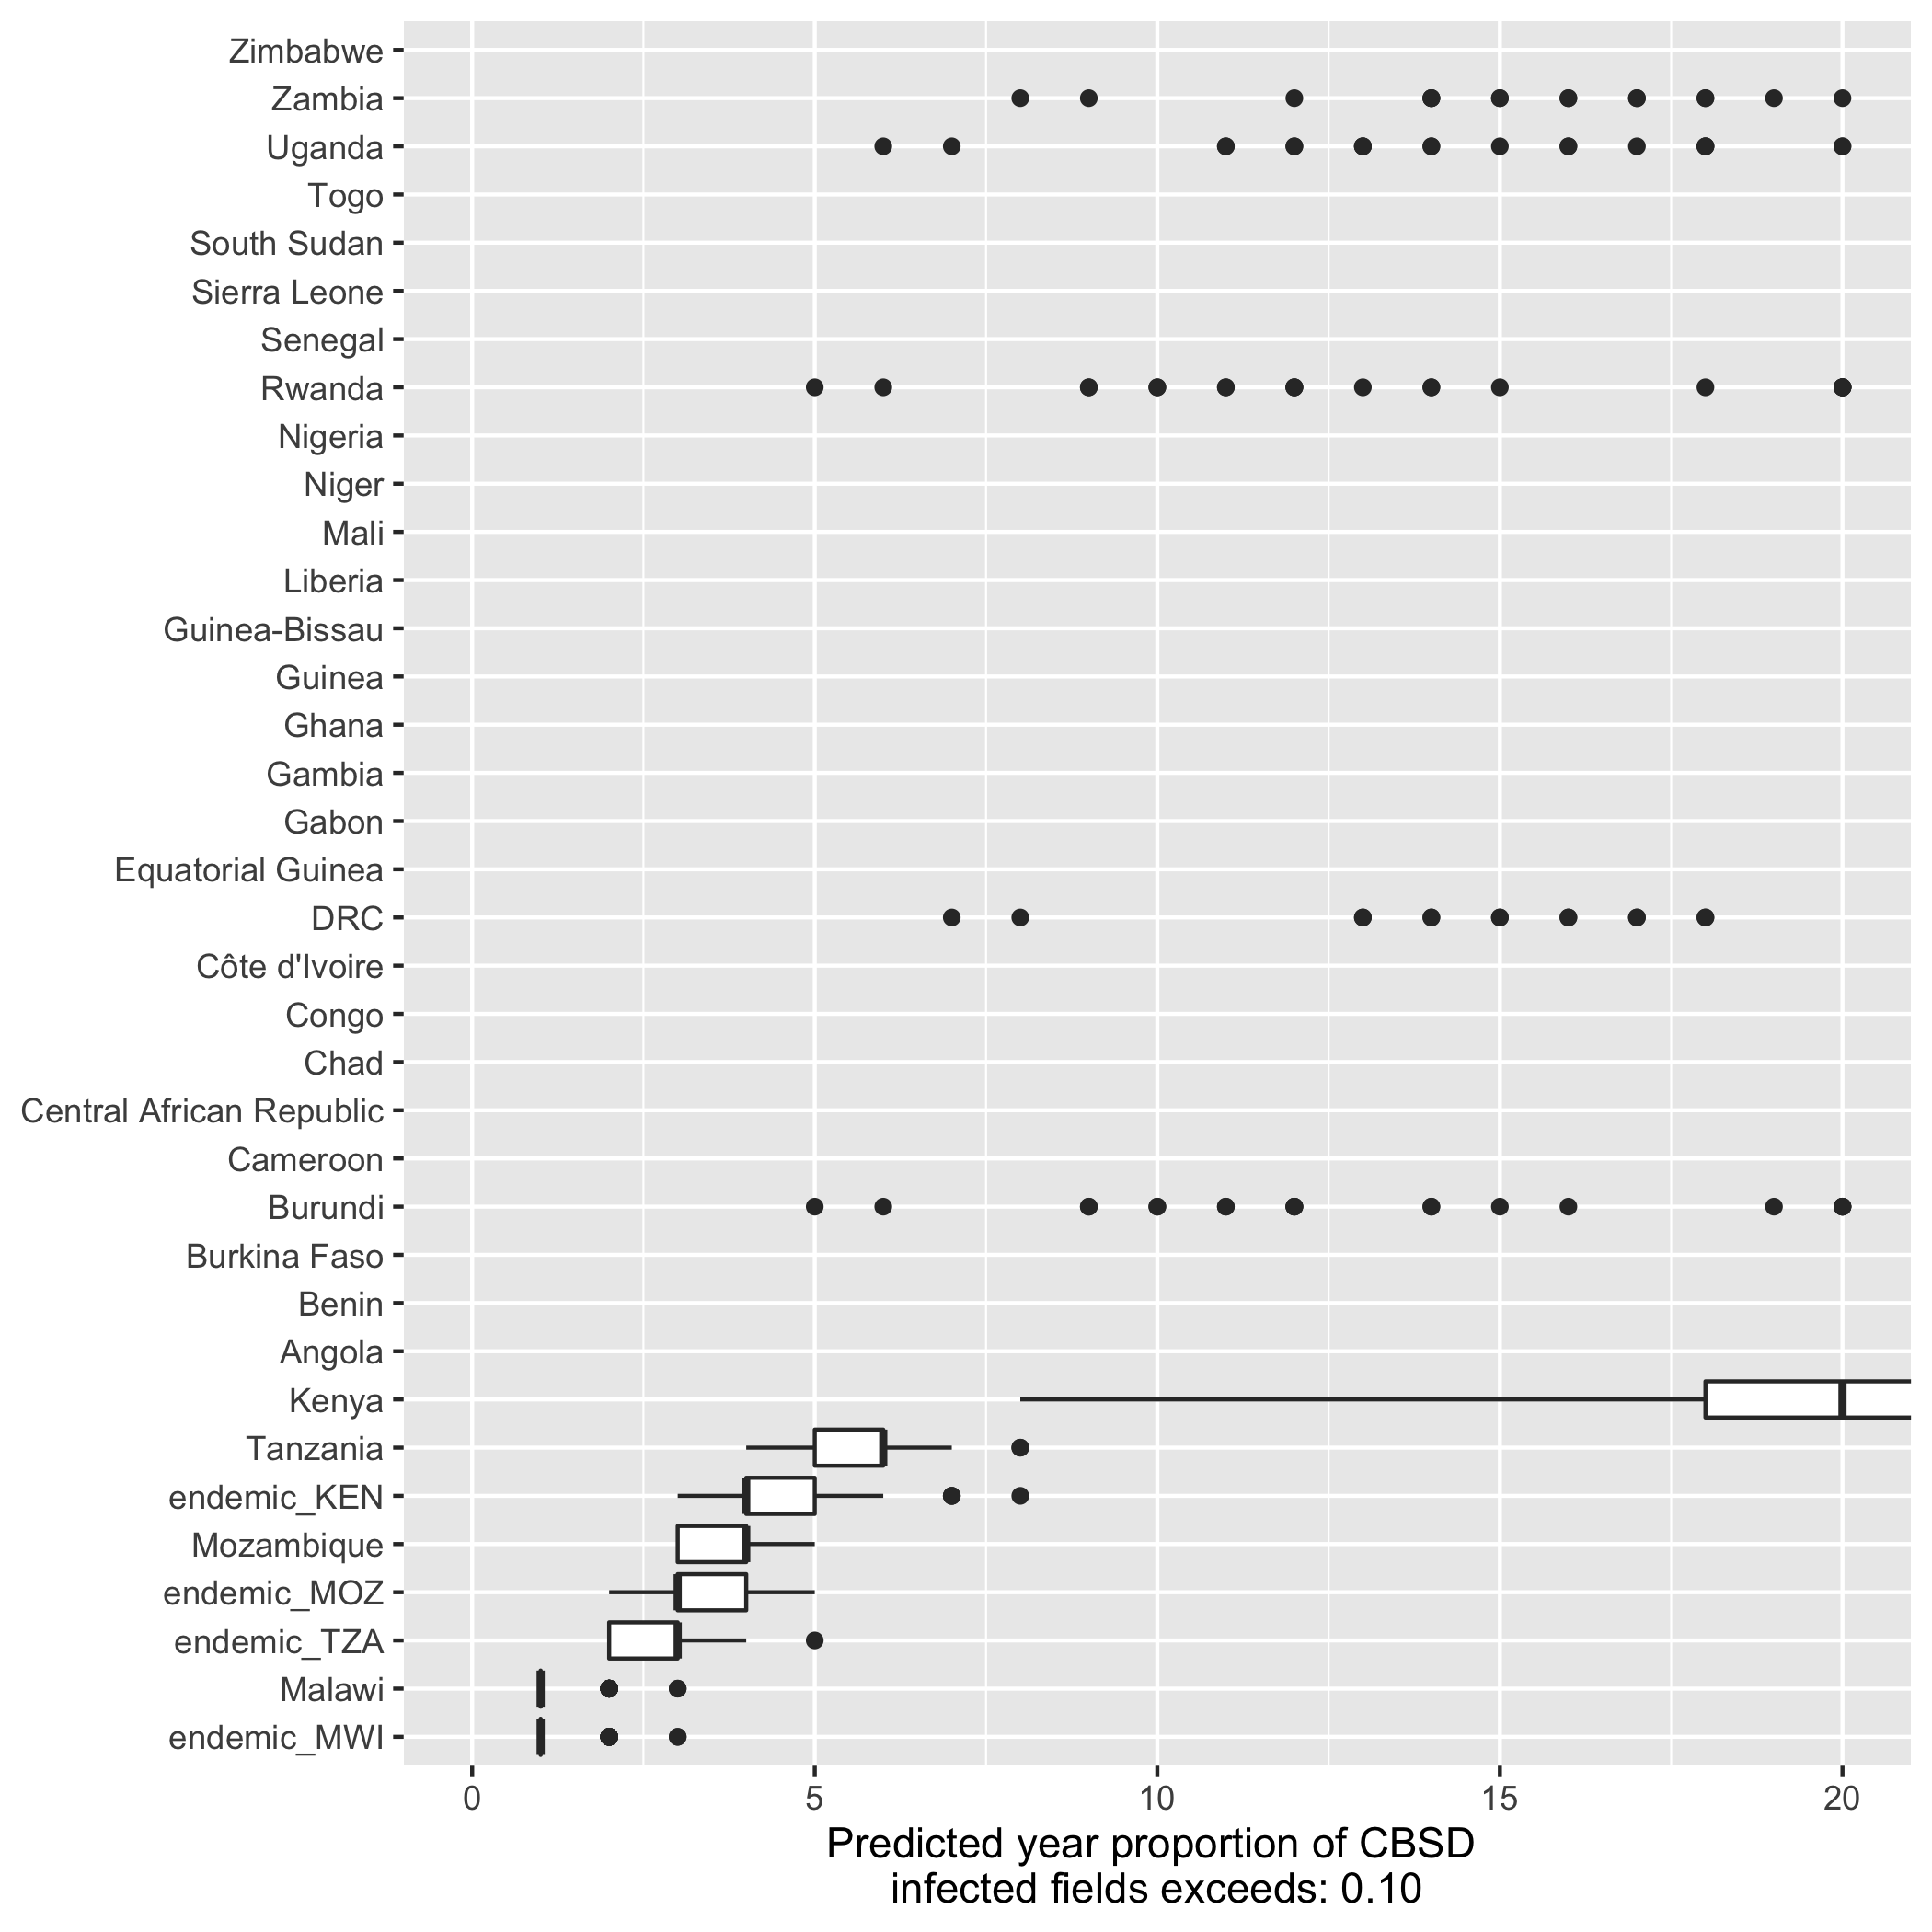 Zimbabwe
Zambia
Uganda
Togo
South Sudan
Sierra Leone
Senegal
Rwanda
Nigeria
Niger
Mali
Liberia
Guinea-Bissau
Guinea
Ghana
Gambia
Gabon
Equatorial Guinea
DRC
Côte d'Ivoire
Congo
Chad
Central African Republic
Cameroon
Burundi
Burkina Faso
Benin
Angola
Kenya
Tanzania
endemic_KEN
Mozambique
endemic_MOZ
endemic_TZA
Malawi
endemic_MWI
0 5 10 15 20
Predicted year proportion of CBSD
infected fields exceeds: 0.10